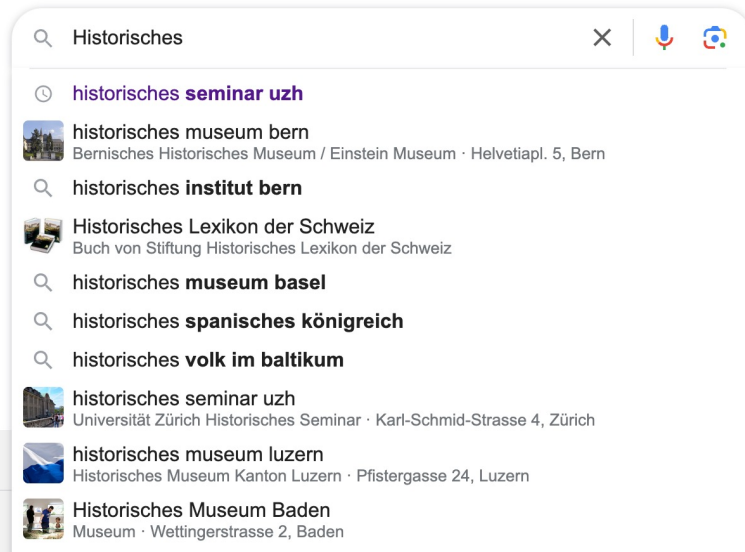 Historisches
historisches seminar uzh
historisches museum bern
Bernisches Historisches Museum / Einstein Museum · Helvetiapl. 5, Bern
historisches institut bern
Historisches Lexikon der Schweiz
Buch von Stiftung Historisches Lexikon der Schweiz
historisches museum basel
historisches spanisches königreich
historisches volk im baltikum
historisches seminar uzh
Universität Zürich Historisches Seminar · Karl-Schmid-Strasse 4, Zürich
historisches museum luzern
Historisches Museum Kanton Luzern · Pfistergasse 24, Luzern
Historisches Museum Baden
Museum · Wettingerstrasse 2, Baden